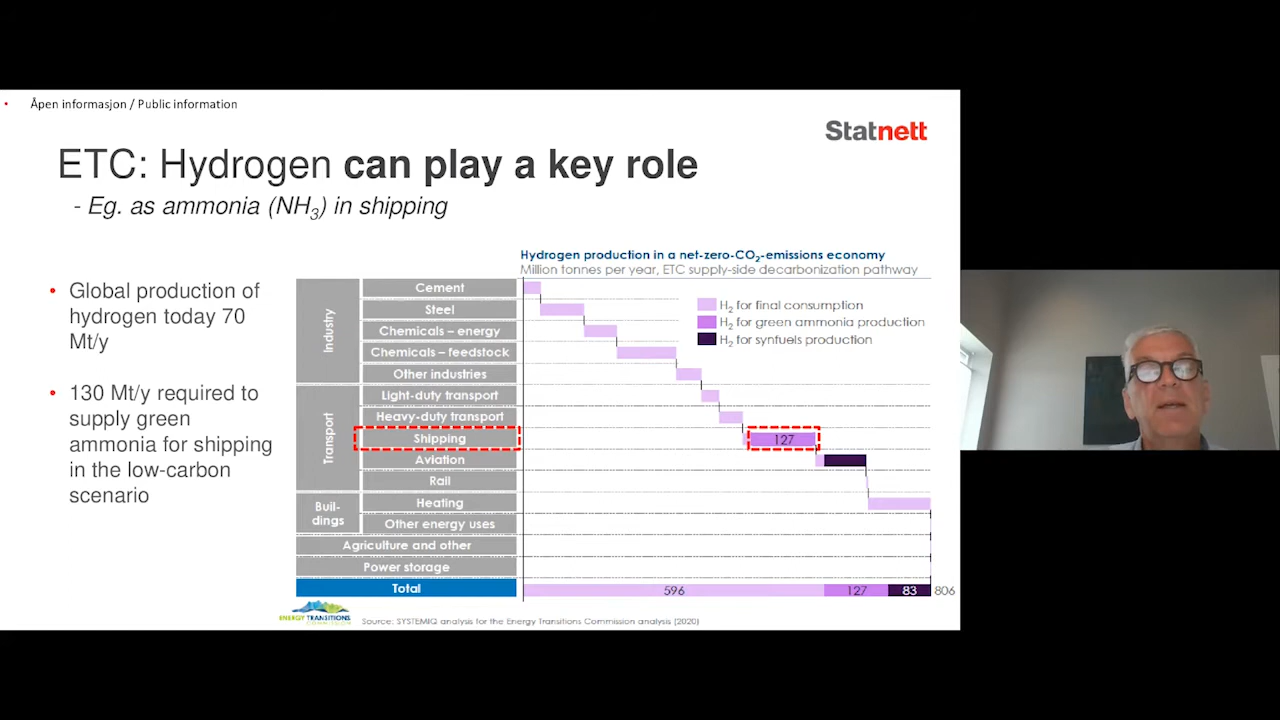 • Åpen informasjon / Public information
Statnett
ETC: Hydrogen can play a key role
- Eg. as ammonia (NH3) in shipping
• Global production of
hydrogen today 70
Mt/y
• 130 Mt/y required to
supply green
ammonia for shipping
in the low-carbon
scenario
Hydrogen production in a net-zero-CO2-emissions economy
Million tonnes per year, ETC supply-side decarbonization pathway
H2 for final consumption
H2 for green ammonia production
H2 for synfuels production
Industry
Cement
Steel
Chemicals – energy
Chemicals – feedstock
Other industries
Transport
Light-duty transport
Heavy-duty transport
Shipping
127
Aviation
Rail
Buil-
dings
Heating
Other energy uses
Agriculture and other
Power storage
Total
596
127
83
806
ENERGY TRANSITIONS
COMMISSION
Source: SYSTEMIQ analysis for the Energy Transitions Commission analysis (2020)